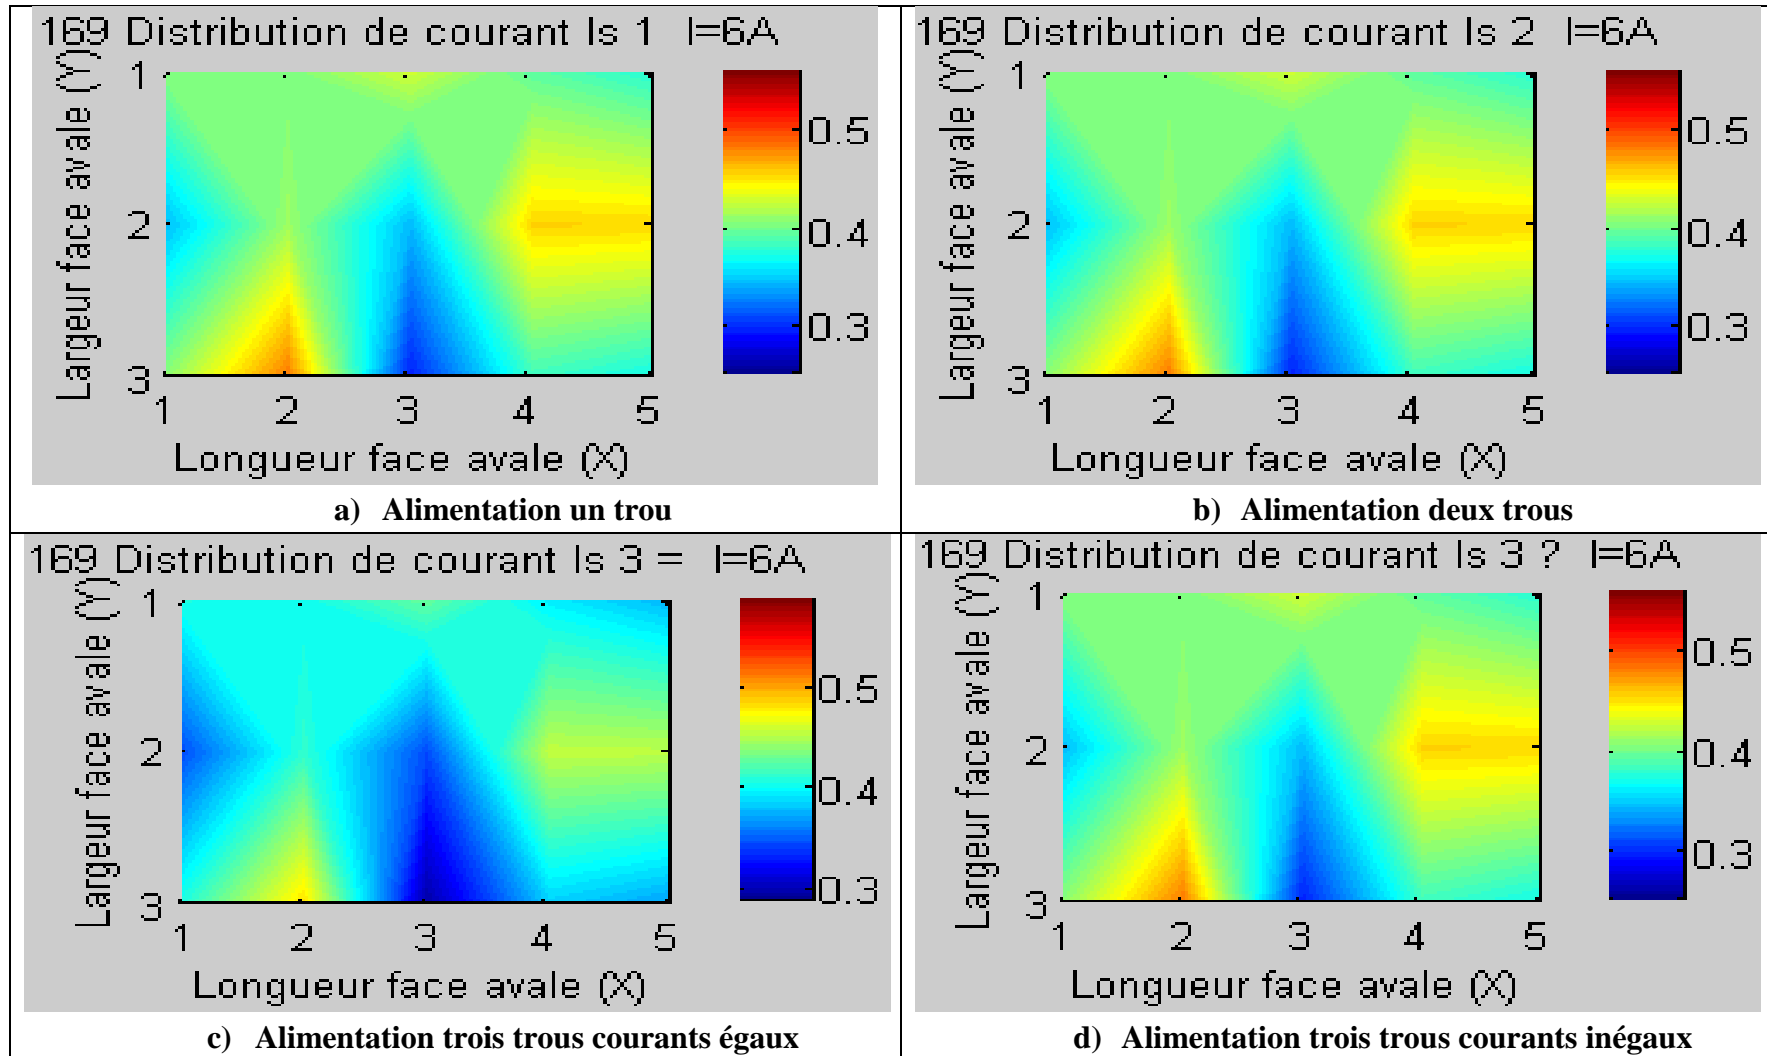 169 Distribution de courant Is 1 I=6A
Largeur face avale (Y)
1
2
3
1 2 3 4 5
Longueur face avale (X)
0.5
0.4
0.3
a) Alimentation un trou
169 Distribution de courant Is 2 I=6A
Largeur face avale (Y)
1
2
3
1 2 3 4 5
Longueur face avale (X)
0.5
0.4
0.3
b) Alimentation deux trous
169 Distribution de courant Is 3 = I=6A
Largeur face avale (Y)
1
2
3
1 2 3 4 5
Longueur face avale (X)
0.5
0.4
0.3
c) Alimentation trois trous courants égaux
169 Distribution de courant Is 3 ? I=6A
Largeur face avale (Y)
1
2
3
1 2 3 4 5
Longueur face avale (X)
0.5
0.4
0.3
d) Alimentation trois trous courants inégaux